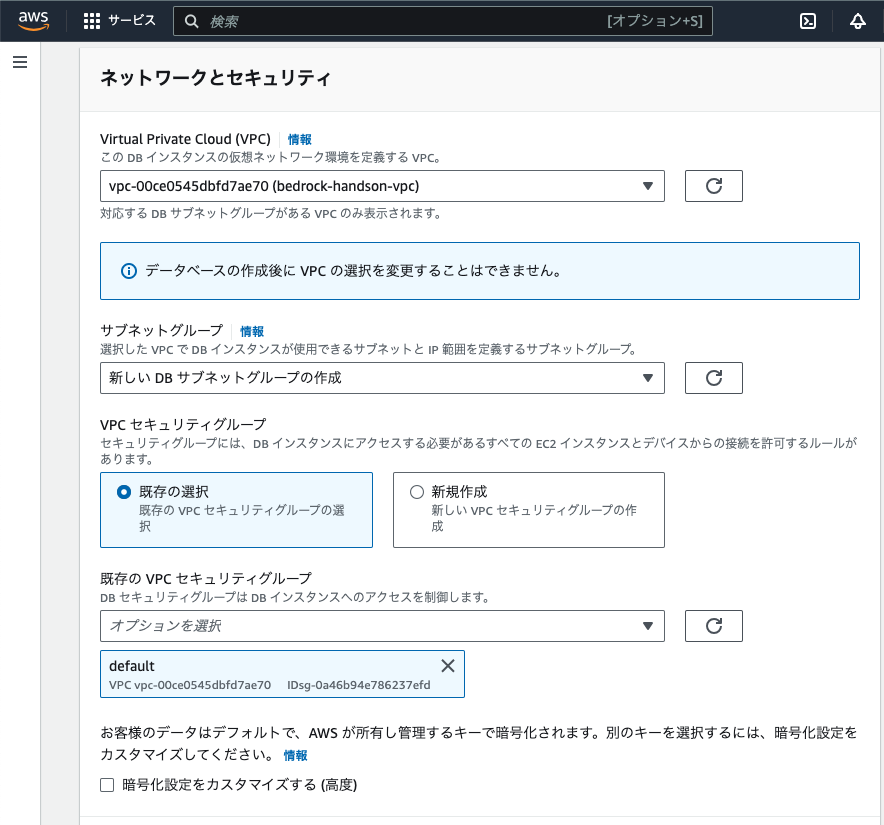 aws
サービス
検索
[オプション+S]
ネットワークとセキュリティ
Virtual Private Cloud (VPC)
情報
この DB インスタンスの仮想ネットワーク環境を定義する VPC。
vpc-00ce0545dbfd7ae70 (bedrock-handson-vpc)
対応する DB サブネットグループがある VPC のみ表示されます。
データベースの作成後に VPC の選択を変更することはできません。
サブネットグループ
情報
選択した VPC で DB インスタンスが使用できるサブネットと IP 範囲を定義するサブネットグループ。
新しい DB サブネットグループの作成
VPC セキュリティグループ
セキュリティグループには、DB インスタンスにアクセスする必要があるすべての EC2 インスタンスとデバイスからの接続を許可するルールが
あります。
既存の選択
既存の VPC セキュリティグループの選
択
新規作成
新しい VPC セキュリティグループの作
成
既存の VPC セキュリティグループ
DB セキュリティグループは DB インスタンスへのアクセスを制御します。
オプションを選択
default
VPC vpc-00ce0545dbfd7ae70 IDsg-0a46b94e786237efd
お客様のデータはデフォルトで、AWS が所有し管理するキーで暗号化されます。別のキーを選択するには、暗号化設定を
カスタマイズしてください。 情報
暗号化設定をカスタマイズする (高度)